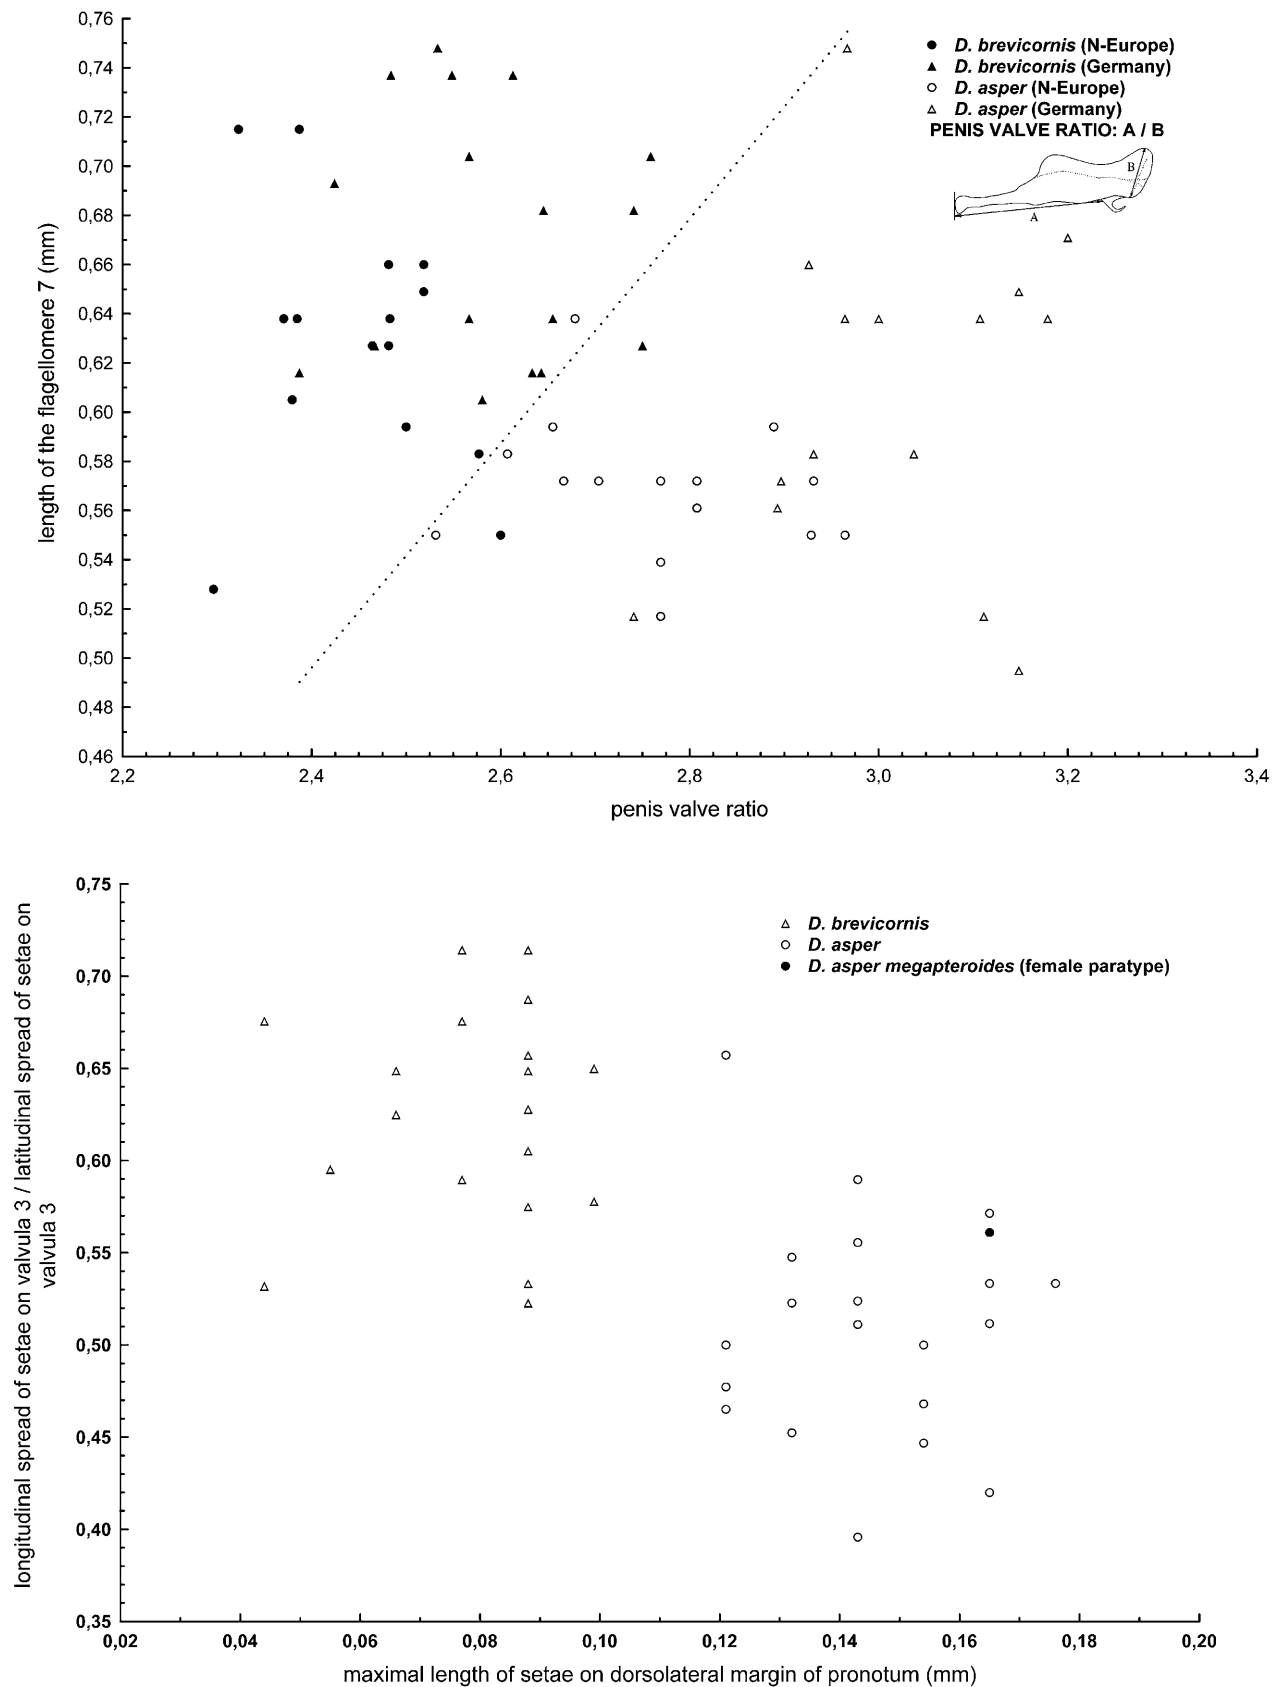 0,76
0,74
0,72
0,70
0,68
0,66
0,64
0,62
0,60
0,58
0,56
0,54
0,52
0,50
0,48
0,46
length of the flagellomere 7 (mm)
D. brevicornis (N-Europe)
D. brevicornis (Germany)
D. asper (N-Europe)
D. asper (Germany)
PENIS VALVE RATIO: A / B
B
A
2,2 2,4 2,6 2,8 3,0 3,2 3,4
penis valve ratio
0,75
0,70
0,65
0,60
0,55
0,50
0,45
0,40
0,35
longitudinal spread of setae on valvula 3 / latitudinal spread of setae on
valvula 3
D. brevicornis
D. asper
D. asper megapteroides (female paratype)
0,02 0,04 0,06 0,08 0,10 0,12 0,14 0,16 0,18 0,20
maximal length of setae on dorsolateral margin of pronotum (mm)